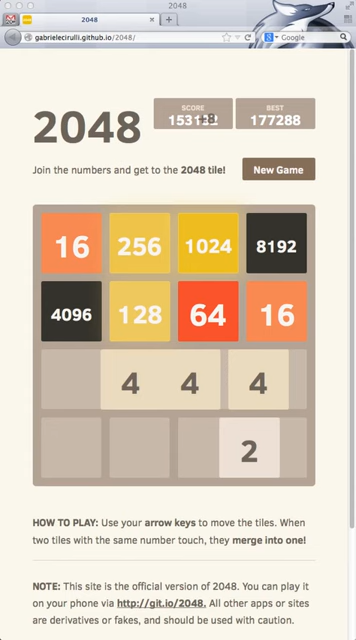 2048
2048
gabrielecirulli.github.io/2048/
Google
2048
SCORE
BEST
177288
Join the numbers and get to the 2048 tile!
New Game
16 256 1024 8192
4096 128 64 16
4 4 4
2
HOW TO PLAY: Use your arrow keys to move the tiles. When
two tiles with the same number touch, they merge into one!
NOTE: This site is the official version of 2048. You can play it
on your phone via http://git.io/2048. All other apps or sites
are derivatives or fakes, and should be used with caution.